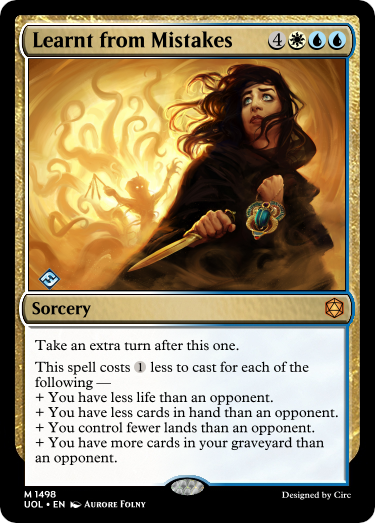 Learnt from Mistakes 4
Sorcery
Take an extra turn after this one.
This spell costs 1 less to cast for each of the
following —
+ You have less life than an opponent.
+ You have less cards in hand than an opponent.
+ You control fewer lands than an opponent.
+ You have more cards in your graveyard than
an opponent.
M 1498
UOL • EN Aurore Folny
Designed by Circ